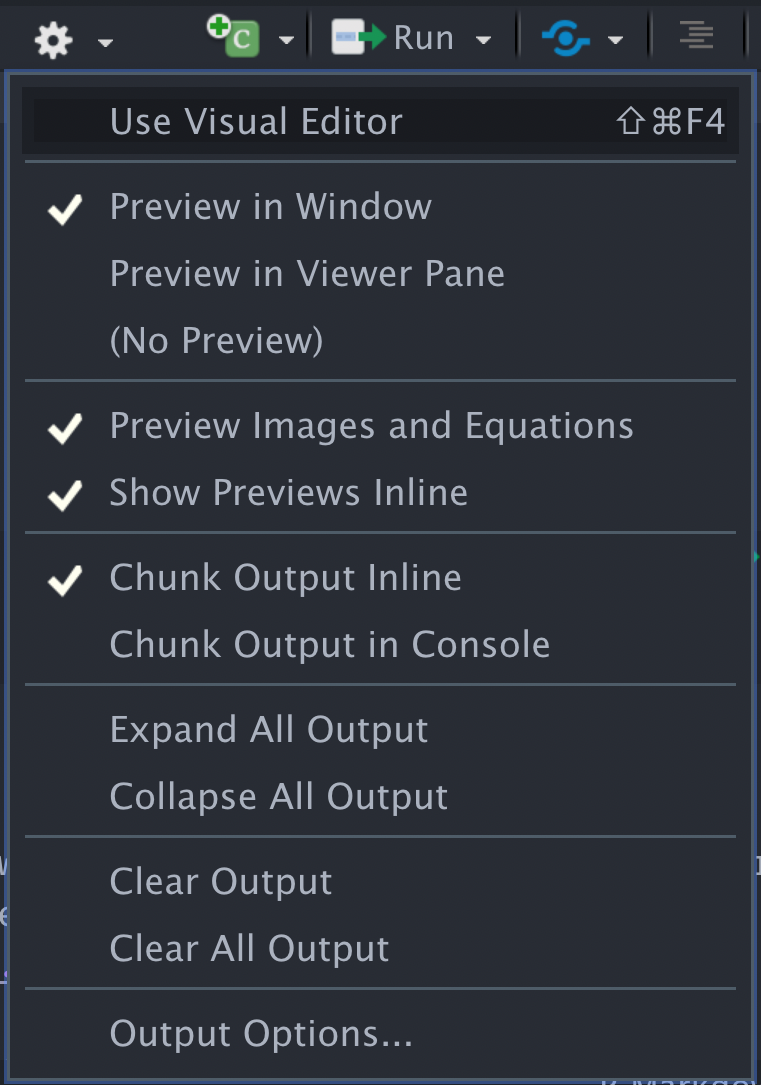 C Run
Use Visual Editor ⇧⌘F4
Preview in Window
Preview in Viewer Pane
(No Preview)
Preview Images and Equations
Show Previews Inline
Chunk Output Inline
Chunk Output in Console
Expand All Output
Collapse All Output
Clear Output
Clear All Output
Output Options...